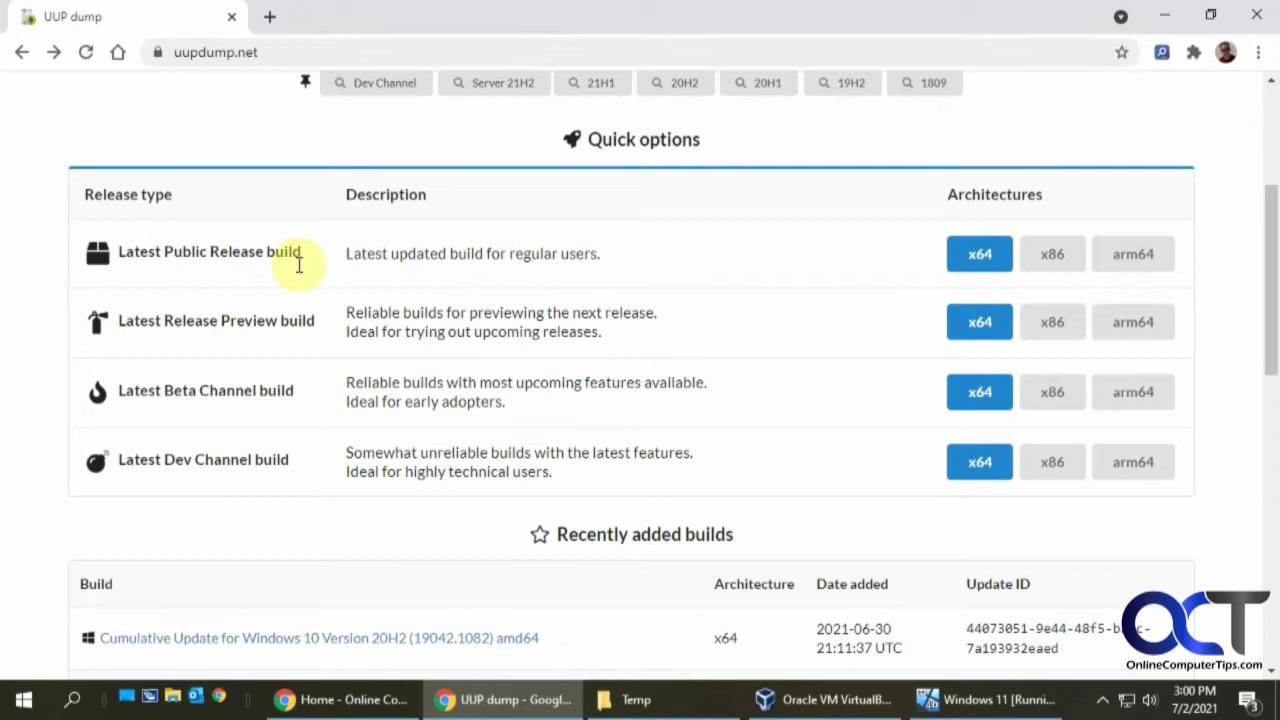 UUP dump
uupdump.net
Dev Channel Server 21H2 21H1 20H2 20H1 19H2 1809
Quick options
Release type Description Architectures
Latest Public Release build Latest updated build for regular users. x64 x86 arm64
Latest Release Preview build Reliable builds for previewing the next release.
Ideal for trying out upcoming releases. x64 x86 arm64
Latest Beta Channel build Reliable builds with most upcoming features available.
Ideal for early adopters. x64 x86 arm64
Latest Dev Channel build Somewhat unreliable builds with the latest features.
Ideal for highly technical users. x64 x86 arm64
Recently added builds
Build Architecture Date added Update ID
Cumulative Update for Windows 10 Version 20H2 (19042.1082) amd64 x64 2021-06-30
21:11:37 UTC
7a193932eaed
OCT
OnlineComputerTips.com
Home - Online Co... UUP dump - Googl... Temp Oracle VM VirtualB... Windows 11 [Runni...
3:00 PM
7/2/2021
3